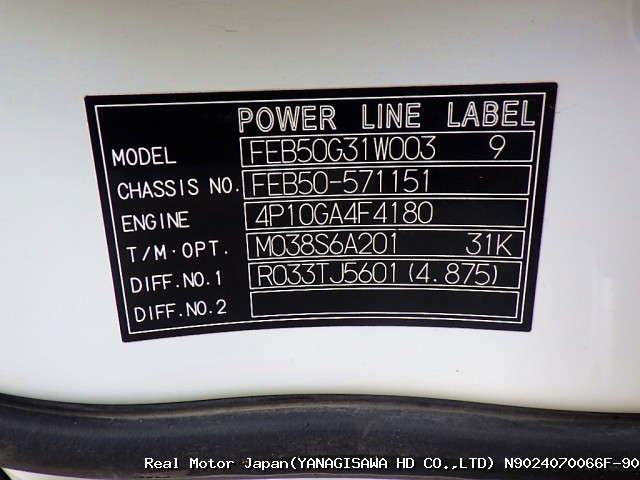 POWER LINE LABEL
MODEL FEB50G31W003 9
CHASSIS NO. FEB50-571151
ENGINE 4P10GA4F4180
T/M·OPT. M038S6A201 31K
DIFF.NO.1 R033TJ5601(4.875)
DIFF.NO.2
Real Motor Japan(YANAGISAWA HD CO.,LTD) N9024070066F-90